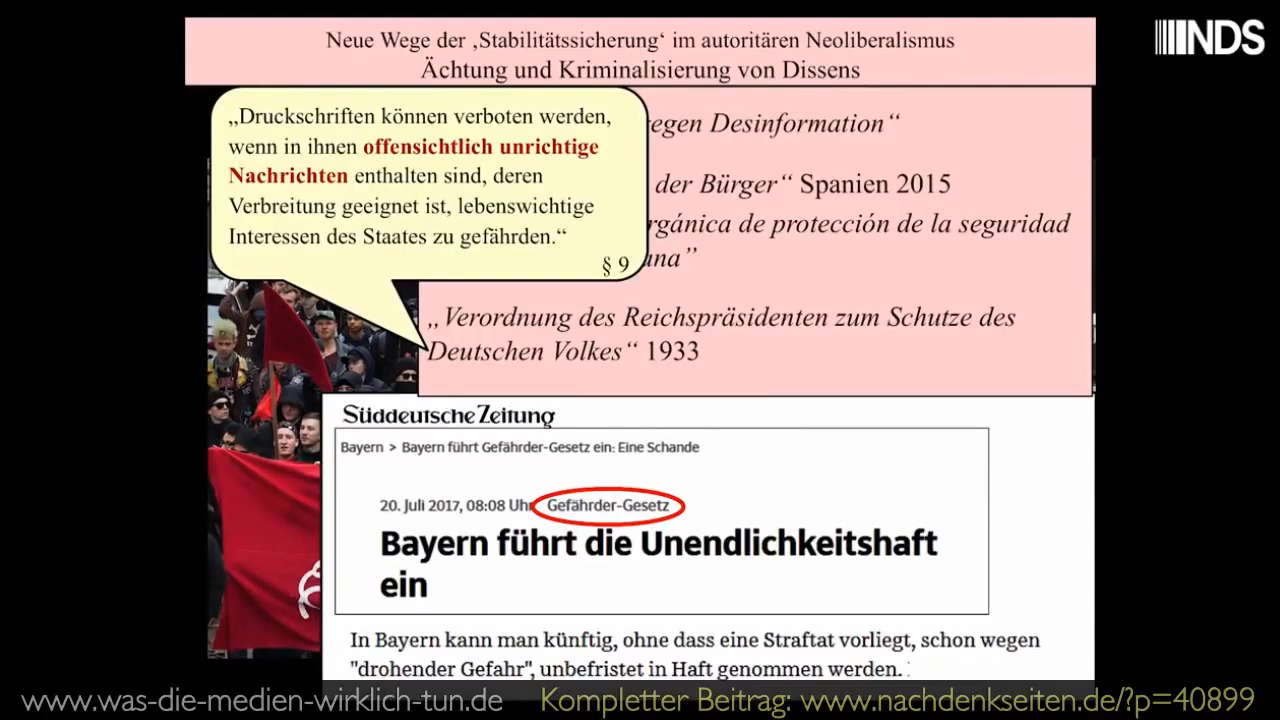 Neue Wege der ‚Stabilitätssicherung‘ im autoritären Neoliberalismus
Ächtung und Kriminalisierung von Dissens
NDS
„Druckschriften können verboten werden,
wenn in ihnen offensichtlich unrichtige
Nachrichten enthalten sind, deren
Verbreitung geeignet ist, lebenswichtige
Interessen des Staates zu gefährden.“
§ 9
Desinformation“
der Bürger“ Spanien 2015
de protección de la seguridad
„Verordnung des Reichspräsidenten zum Schutze des
Deutschen Volkes“ 1933
Süddeutsche Zeitung
Bayern > Bayern führt Gefährder-Gesetz ein: Eine Schande
20. Juli 2017, 08:08 Uhr Gefährder-Gesetz
Bayern führt die Unendlichkeitshaft
ein
In Bayern kann man künftig, ohne dass eine Straftat vorliegt, schon wegen
"drohender Gefahr", unbefristet in Haft genommen werden.
www.was-die-medien-wirklich-tun.de Kompletter Beitrag: www.nachdenkseiten.de/?p=40899